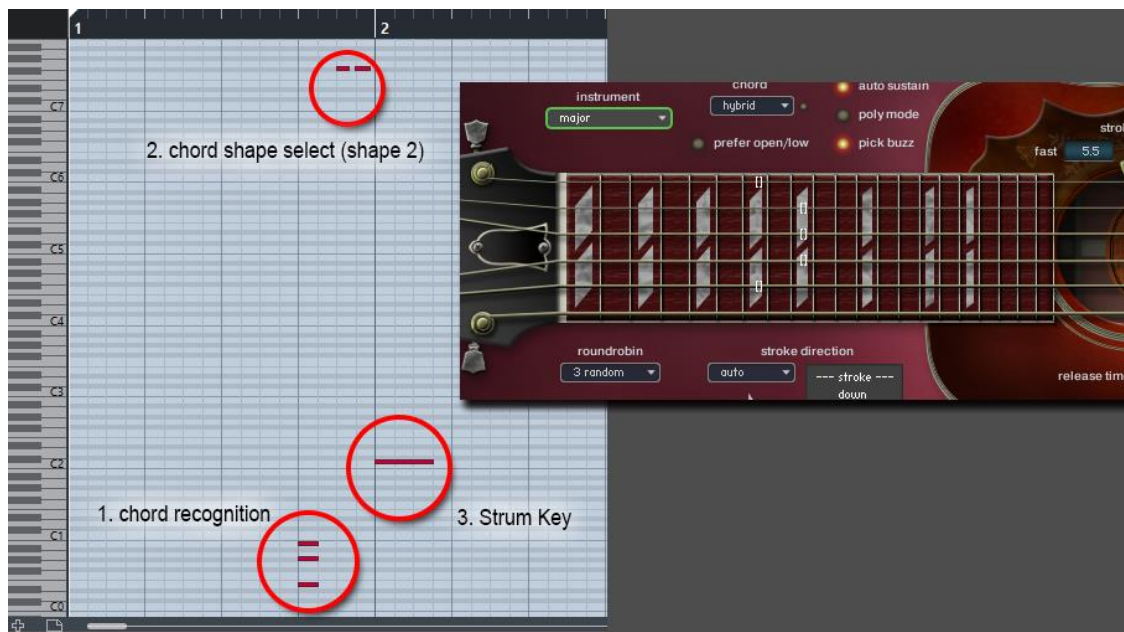 1
2
C7
2. chord shape select (shape 2)
C6
C5
C4
C3
C2
1. chord recognition
3. Strum Key
C1
C0
instrument
major
chord
hybrid
auto sustain
poly mode
prefer open/low
pick buzz
fast 5.5
roundrobin
3 random
stroke direction
auto
--- stroke ---
down